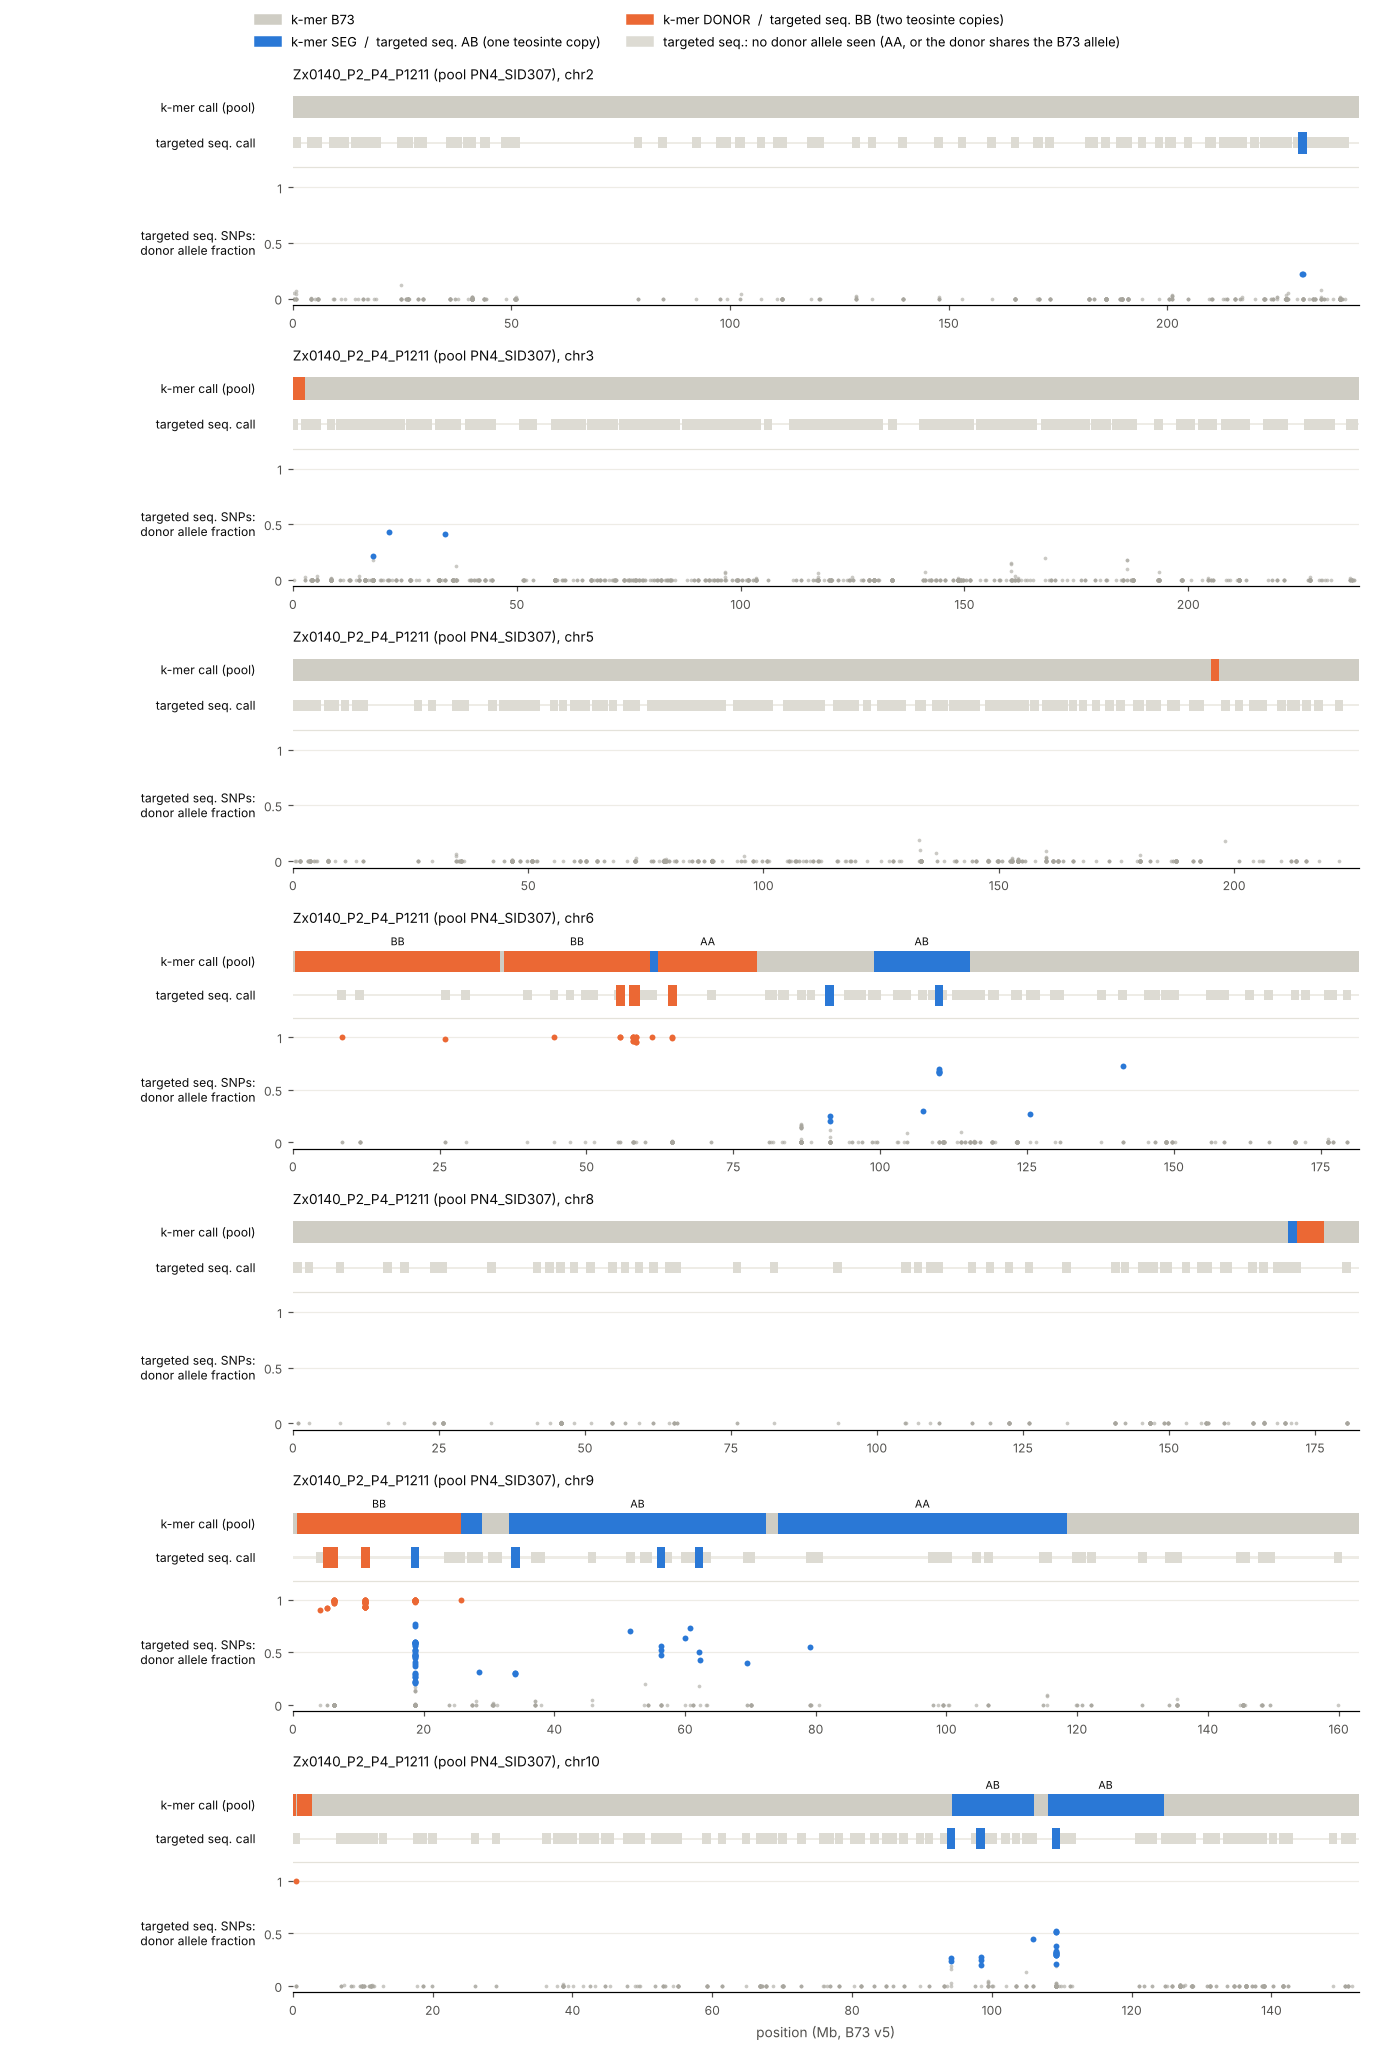 k-mer B73
k-mer DONOR / targeted seq. BB (two teosinte copies)
k-mer SEG / targeted seq. AB (one teosinte copy)
targeted seq.: no donor allele seen (AA, or the donor shares the B73 allele)
Zx0140_P2_P4_P1211 (pool PN4_SID307), chr2
k-mer call (pool)
targeted seq. call
1
targeted seq. SNPs:
donor allele fraction
0.5
0
0 50 100 150 200
Zx0140_P2_P4_P1211 (pool PN4_SID307), chr3
k-mer call (pool)
targeted seq. call
1
targeted seq. SNPs:
donor allele fraction
0.5
0
0 50 100 150 200
Zx0140_P2_P4_P1211 (pool PN4_SID307), chr5
k-mer call (pool)
targeted seq. call
1
targeted seq. SNPs:
donor allele fraction
0.5
0
0 50 100 150 200
Zx0140_P2_P4_P1211 (pool PN4_SID307), chr6
BB BB AA AB
k-mer call (pool)
targeted seq. call
1
targeted seq. SNPs:
donor allele fraction
0.5
0
0 25 50 75 100 125 150 175
Zx0140_P2_P4_P1211 (pool PN4_SID307), chr8
k-mer call (pool)
targeted seq. call
1
targeted seq. SNPs:
donor allele fraction
0.5
0
0 25 50 75 100 125 150 175
Zx0140_P2_P4_P1211 (pool PN4_SID307), chr9
BB AB AA
k-mer call (pool)
targeted seq. call
1
targeted seq. SNPs:
donor allele fraction
0.5
0
0 20 40 60 80 100 120 140 160
Zx0140_P2_P4_P1211 (pool PN4_SID307), chr10
AB AB
k-mer call (pool)
targeted seq. call
1
targeted seq. SNPs:
donor allele fraction
0.5
0
0 20 40 60 80 100 120 140
position (Mb, B73 v5)